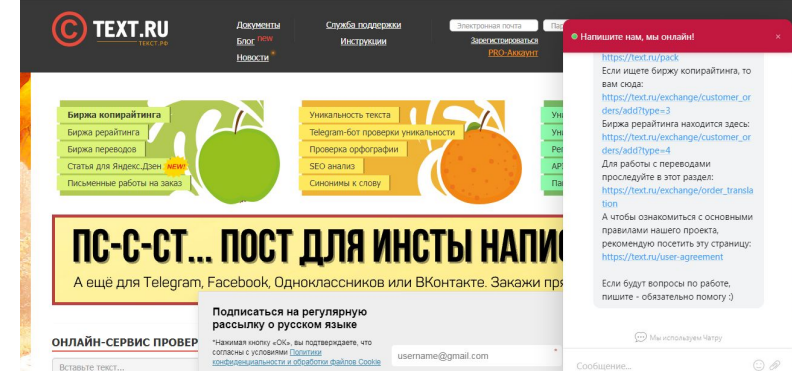 TEXT.RU
ТЕКСТ.РФ
Документы
Блог new
Новости
Служба поддержки
Инструкции
Электронная почта
Зарегистрироваться
PRO-Аккаунт
Биржа копирайтинга
Биржа рерайтинга
Биржа переводов
Статья для Яндекс.Дзен NEW!
Письменные работы на заказ
Уникальность текста
Telegram-бот проверки уникальности
Проверка орфографии
SEO анализ
Синонимы к слову
ПС-С-СТ... ПОСТ ДЛЯ ИНСТЫ
А ещё для Telegram, Facebook, Одноклассников или ВКонтакте. Закажи
ОНЛАЙН-СЕРВИС
Вставьте текст...
Подписаться на регулярную
рассылку о русском языке
*Нажимая кнопку «ОК», вы подтверждаете, что
согласны с условиями Политики
конфиденциальности и обработки файлов Cookie
username@gmail.com
*
Напишите нам, мы онлайн!
×
https://text.ru/pack
Если ищете биржу копирайтинга, то
вам сюда:
https://text.ru/exchange/customer_or
ders/add?type=3
Биржа рерайтинга находится здесь:
https://text.ru/exchange/customer_or
ders/add?type=4
Для работы с переводами
проследуйте в этот раздел:
https://text.ru/exchange/order_transla
tion
А чтобы ознакомиться с основными
правилами нашего проекта,
рекомендую посетить эту страницу:
https://text.ru/user-agreement
Если будут вопросы по работе,
пишите - обязательно помогу :)
Мы используем Чатру
Сообщение...